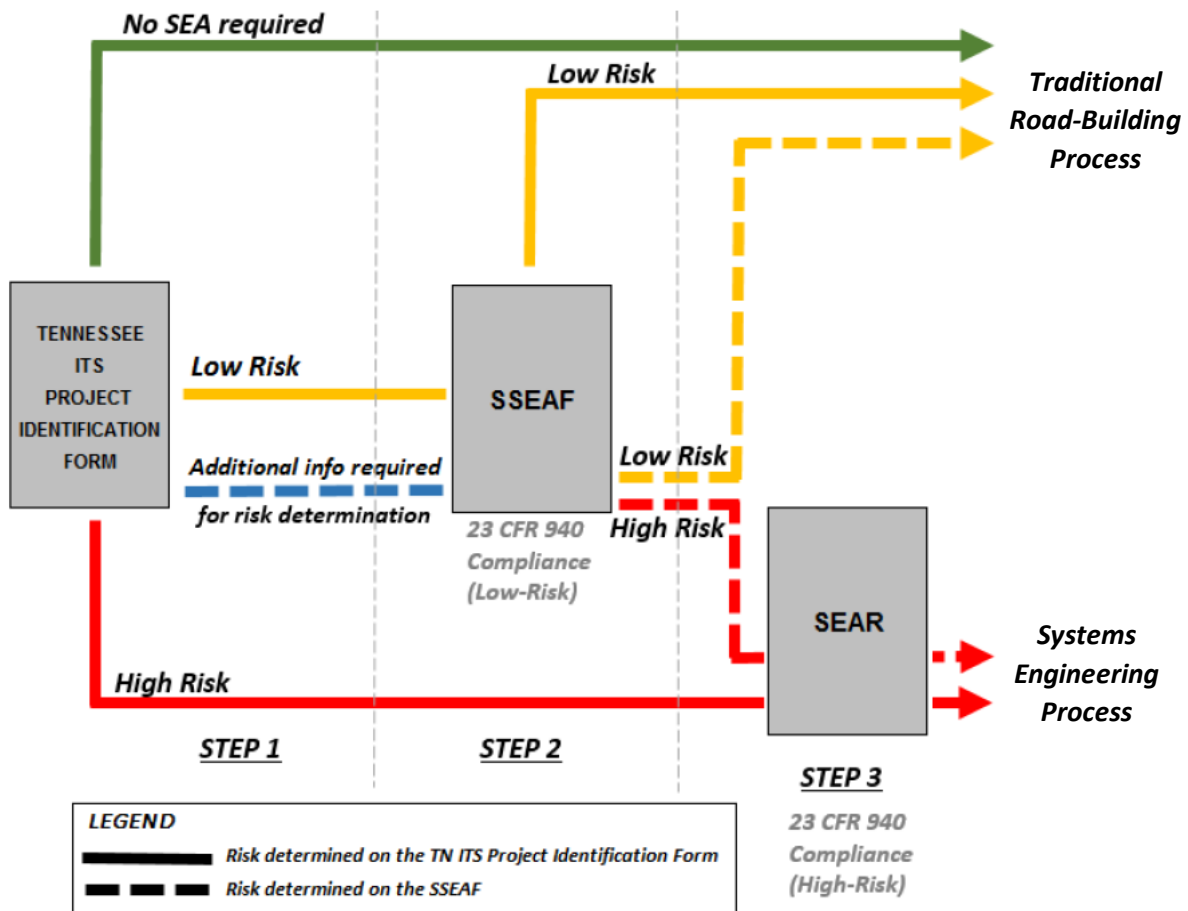 No SEA required
Low Risk
Traditional
Road-Building
Process
TENNESSEE
ITS
PROJECT
IDENTIFICATION
FORM
Low Risk
Additional info required
for risk determination
SSEAF
23 CFR 940
Compliance
(Low-Risk)
Low Risk
High Risk
SEAR
Systems
Engineering
Process
High Risk
STEP 1
STEP 2
STEP 3
23 CFR 940
Compliance
(High-Risk)
LEGEND
Risk determined on the TN ITS Project Identification Form
Risk determined on the SSEAF